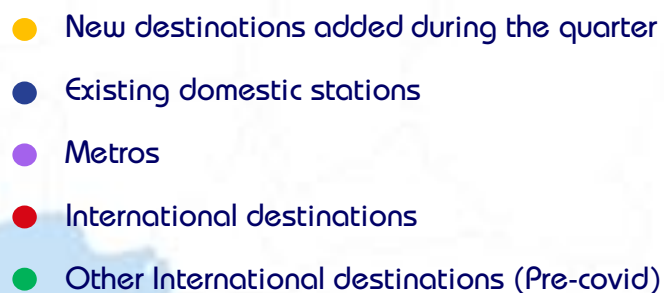 New destinations added during the quarter
Existing domestic stations
Metros
International destinations
Other International destinations (Pre-covid)